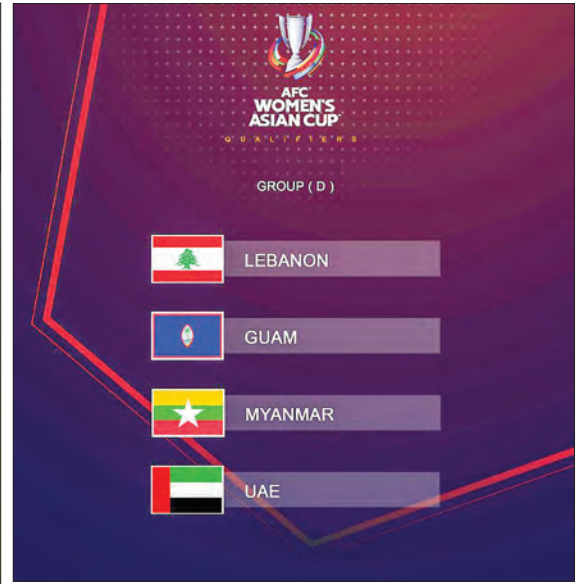 AFC
WOMEN'S
ASIAN CUP
QUALIFIERS
GROUP ( D )
LEBANON
GUAM
MYANMAR
UAE